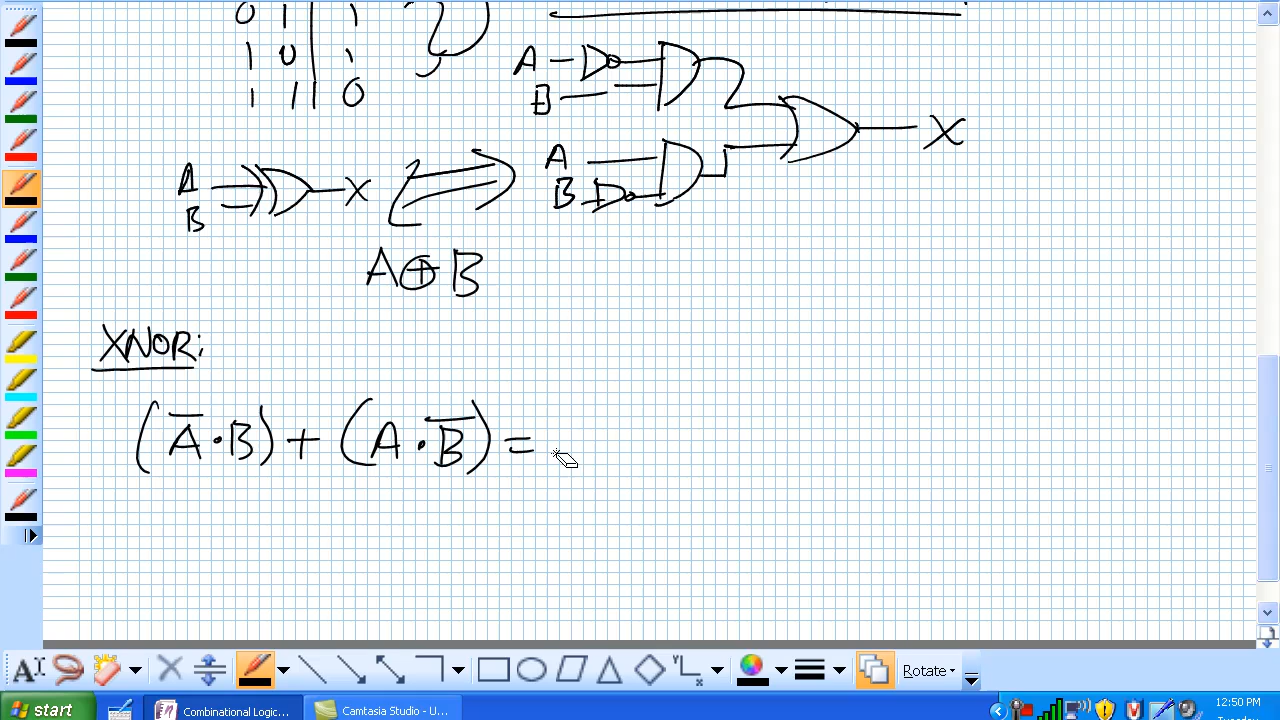 0 1 | 1
1 0 | 1
1 1 | 0
A
B
X
A
B
A
B
X
A⊕B
XNOR:
(A̅·B)+(A·B̅)=
A
Rotate
start
Combinational Logic...
Camtasia Studio - U...
12:50 PM
Tuesday